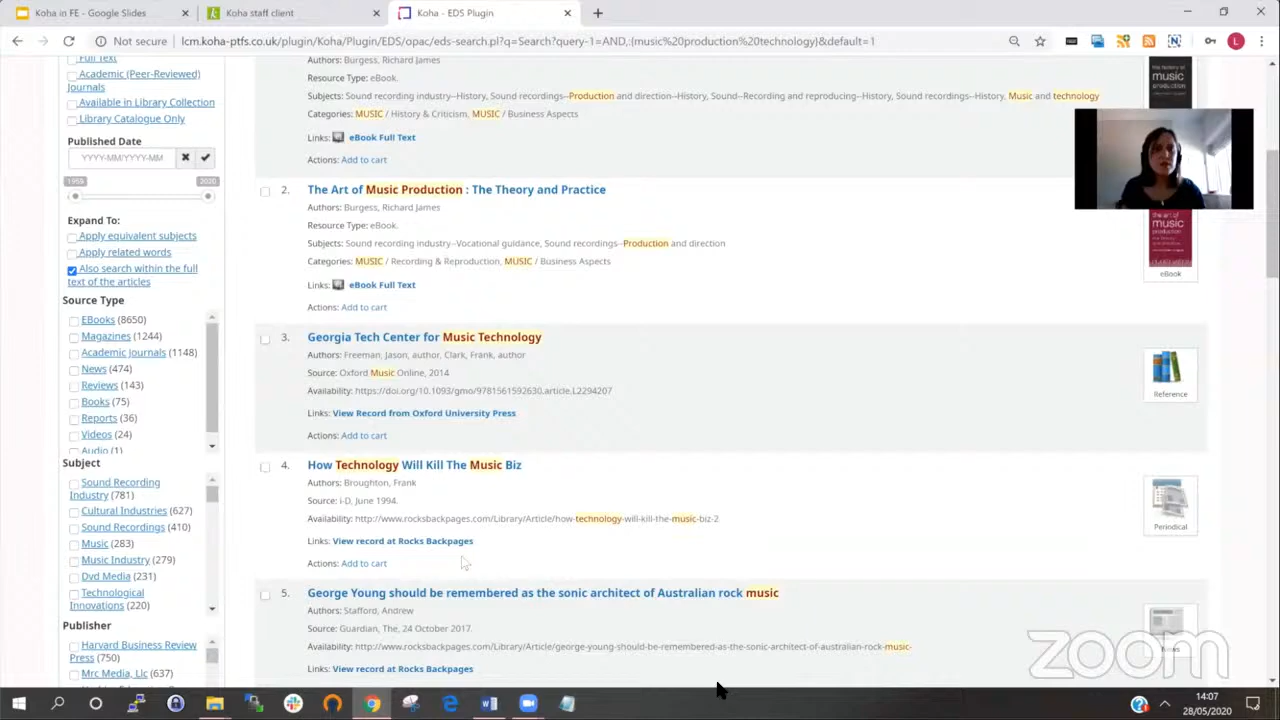 Koha in FE - Google Slides
Koha staff client
Koha - EDS Plugin
Not secure
lcm.koha-ptfs.co.uk/plugin/Koha/Plugin/EDS/opac/eds-search.pl?q=Search?query-1=AND,:{music%20production%20technology}&default=1
L
Full Text
Academic (Peer-Reviewed)
Journals
Available in Library Collection
Library Catalogue Only
Published Date
YYYY-MM/YYYY-MM
1955
2020
Expand To:
Apply equivalent subjects
Apply related words
Also search within the full
text of the articles
Source Type
EBooks (8650)
Magazines (1244)
Academic Journals (1148)
News (474)
Reviews (143)
Books (75)
Reports (36)
Videos (24)
Audio (1)
Subject
Sound Recording
Industry (781)
Cultural Industries (627)
Sound Recordings (410)
Music (283)
Music Industry (279)
Dvd Media (231)
Technological
Innovations (220)
Publisher
Harvard Business Review
Press (750)
Mrc Media, Llc (637)
Authors: Burgess, Richard James
Resource Type: eBook.
Subjects: Sound recording industry--History, Sound recordings--Production and direction--History, Sound--Recording and reproducing--History, Sound recordings--History, Music and technology
Categories: MUSIC / History & Criticism, MUSIC / Business Aspects
Links: eBook Full Text
Actions: Add to cart
the history of
music
production
2. The Art of Music Production : The Theory and Practice
Authors: Burgess, Richard James
Resource Type: eBook.
Subjects: Sound recording industry--Vocational guidance, Sound recordings--Production and direction
Categories: MUSIC / Recording & Reproduction, MUSIC / Business Aspects
Links: eBook Full Text
Actions: Add to cart
the art of
music
production
eBook
3. Georgia Tech Center for Music Technology
Authors: Freeman, Jason, author, Clark, Frank, author
Source: Oxford Music Online, 2014
Availability: https://doi.org/10.1093/gmo/9781561592630.article.L2294207
Links: View Record from Oxford University Press
Actions: Add to cart
Reference
4. How Technology Will Kill The Music Biz
Authors: Broughton, Frank
Source: i-D, June 1994.
Availability: http://www.rocksbackpages.com/Library/Article/how-technology-will-kill-the-music-biz-2
Links: View record at Rocks Backpages
Actions: Add to cart
Periodical
5. George Young should be remembered as the sonic architect of Australian rock music
Authors: Stafford, Andrew
Source: Guardian, The, 24 October 2017.
Availability: http://www.rocksbackpages.com/Library/Article/george-young-should-be-remembered-as-the-sonic-architect-of-australian-rock-music-
Links: View record at Rocks Backpages
News
zoom
14:07
28/05/2020